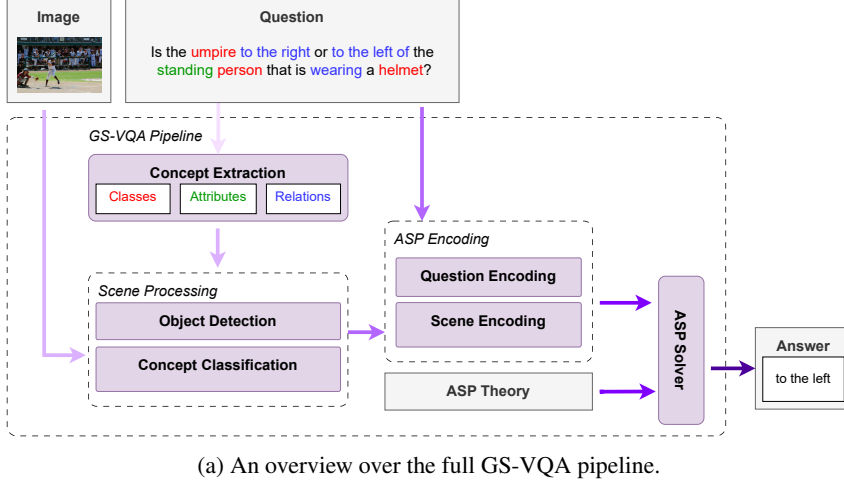 Image
Question
Is the umpire to the right or to the left of the
standing person that is wearing a helmet?
GS-VQA Pipeline
Concept Extraction
Classes
Attributes
Relations
Scene Processing
Object Detection
Concept Classification
ASP Encoding
Question Encoding
Scene Encoding
ASP Theory
ASP Solver
Answer
to the left
(a) An overview over the full GS-VQA pipeline.